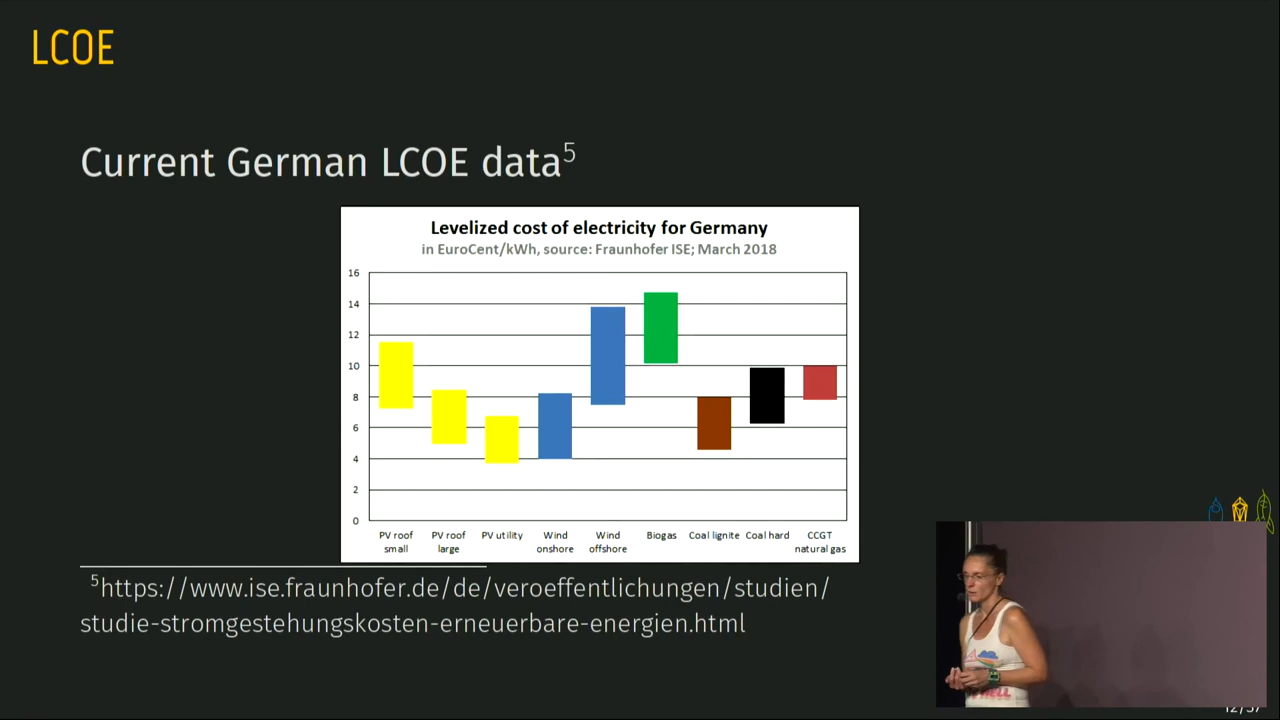 LCOE
Current German LCOE data5
Levelized cost of electricity for Germany
in EuroCent/kWh, source: Fraunhofer ISE; March 2018
16
14
12
10
8
6
4
2
0
PV roof small
PV roof large
PV utility
Wind onshore
Wind offshore
Biogas
Coal lignite
Coal hard
CCGT natural gas
5https://www.ise.fraunhofer.de/de/veroeffentlichungen/studien/
studie-stromgestehungskosten-erneuerbare-energien.html